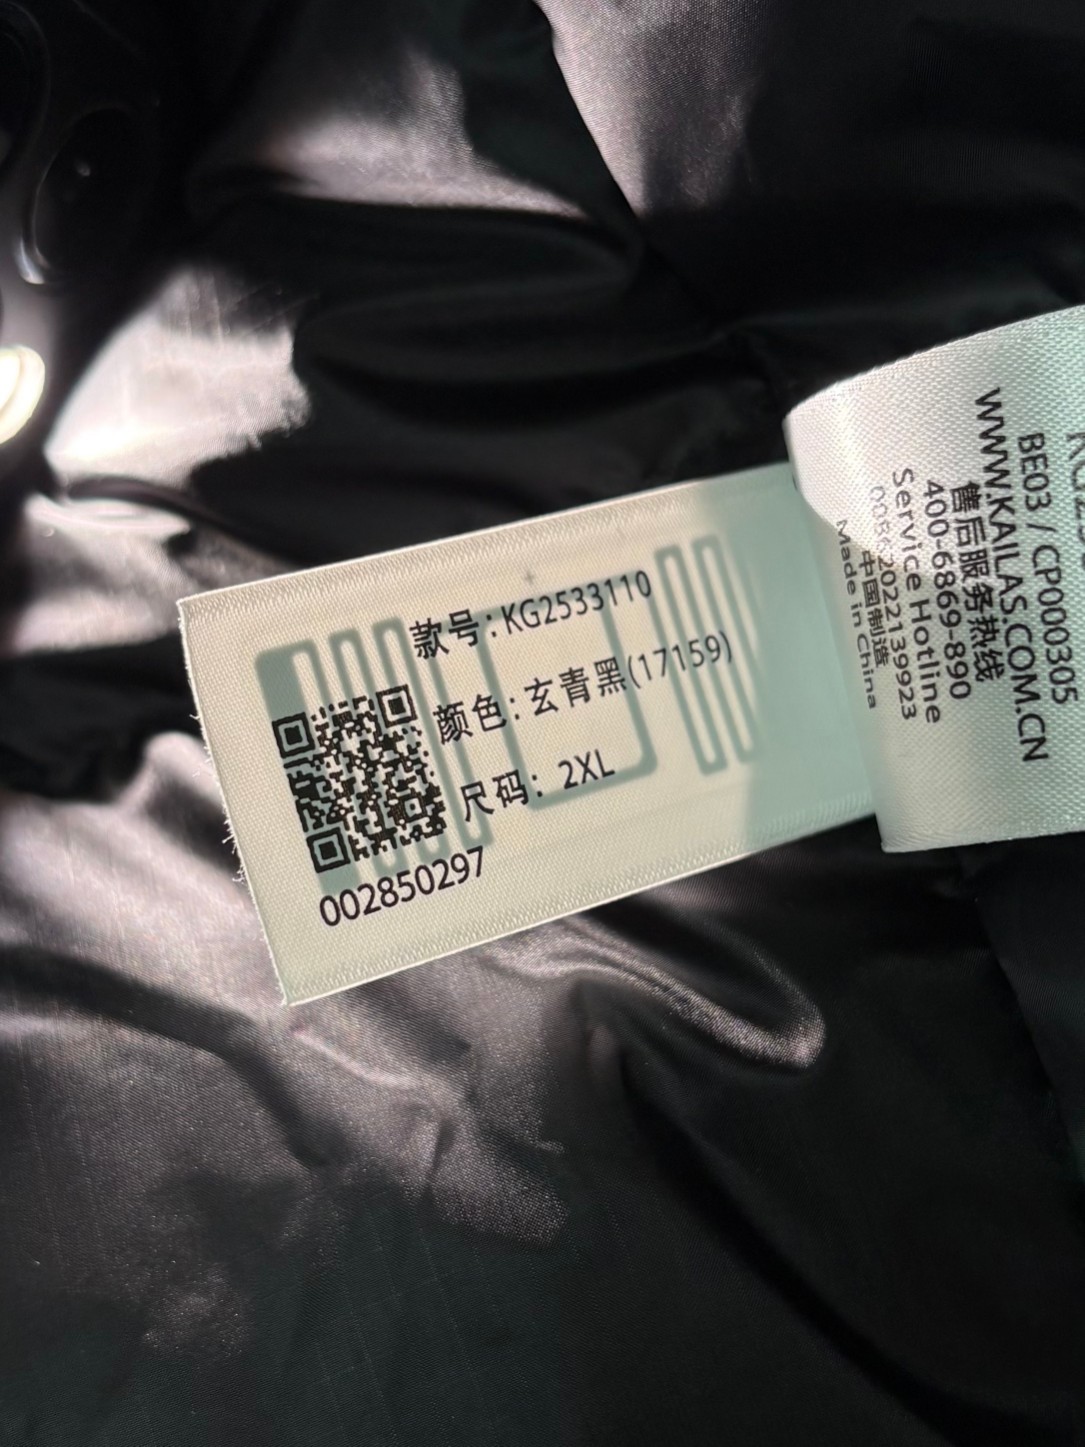 款号：KG2533110
颜色：玄青黑(17159)
尺码：2XL
002850297
WWW.KAILAS.COM.CN
BE03 / CP000305
售后服务热线
400-6869-890
Service Hotline
00862022139923
中国制造
Made in China